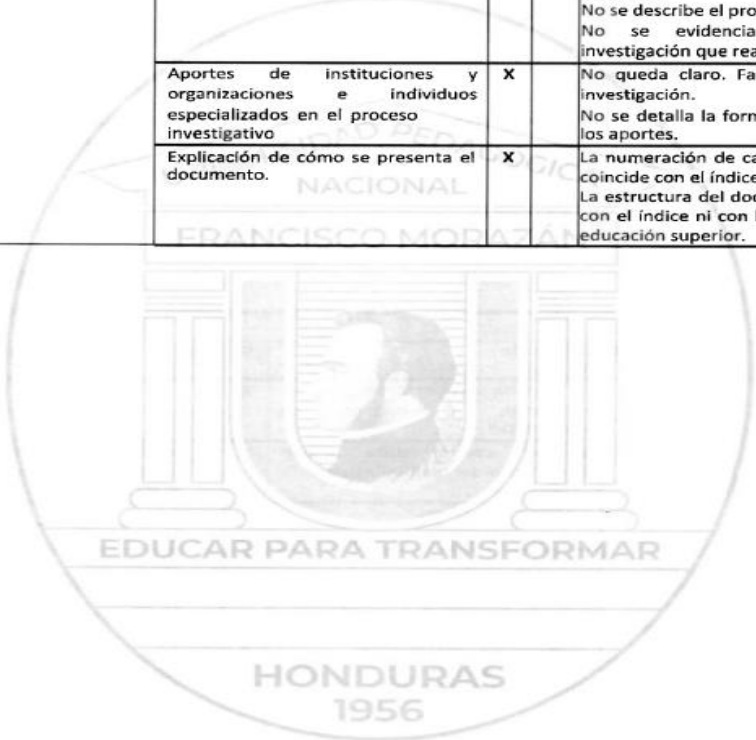 No se describe el pro
No se evidencia
investigación que rea
Aportes de instituciones y
organizaciones e individuos
especializados en el proceso
investigativo
X
No queda claro. Fa
investigación.
No se detalla la forn
los aportes.
Explicación de cómo se presenta el
documento.
X
La numeración de ca
coincide con el índice
La estructura del doc
con el índice ni con
educación superior.
PEDAGÓGIC
NACIONAL
FRANCISCO MORAZÁN
EDUCAR PARA TRANSFORMAR
HONDURAS
1956